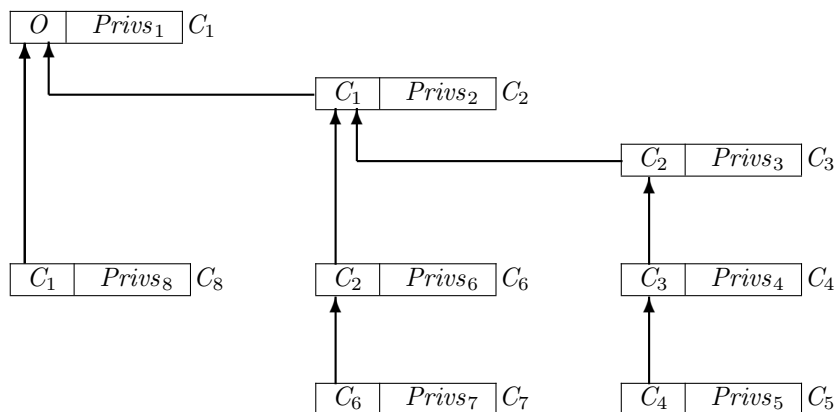 O Privs₁ C₁
C₁ Privs₂ C₂
C₂ Privs₃ C₃
C₁ Privs₈ C₈ C₂ Privs₆ C₆ C₃ Privs₄ C₄
C₆ Privs₇ C₇ C₄ Privs₅ C₅